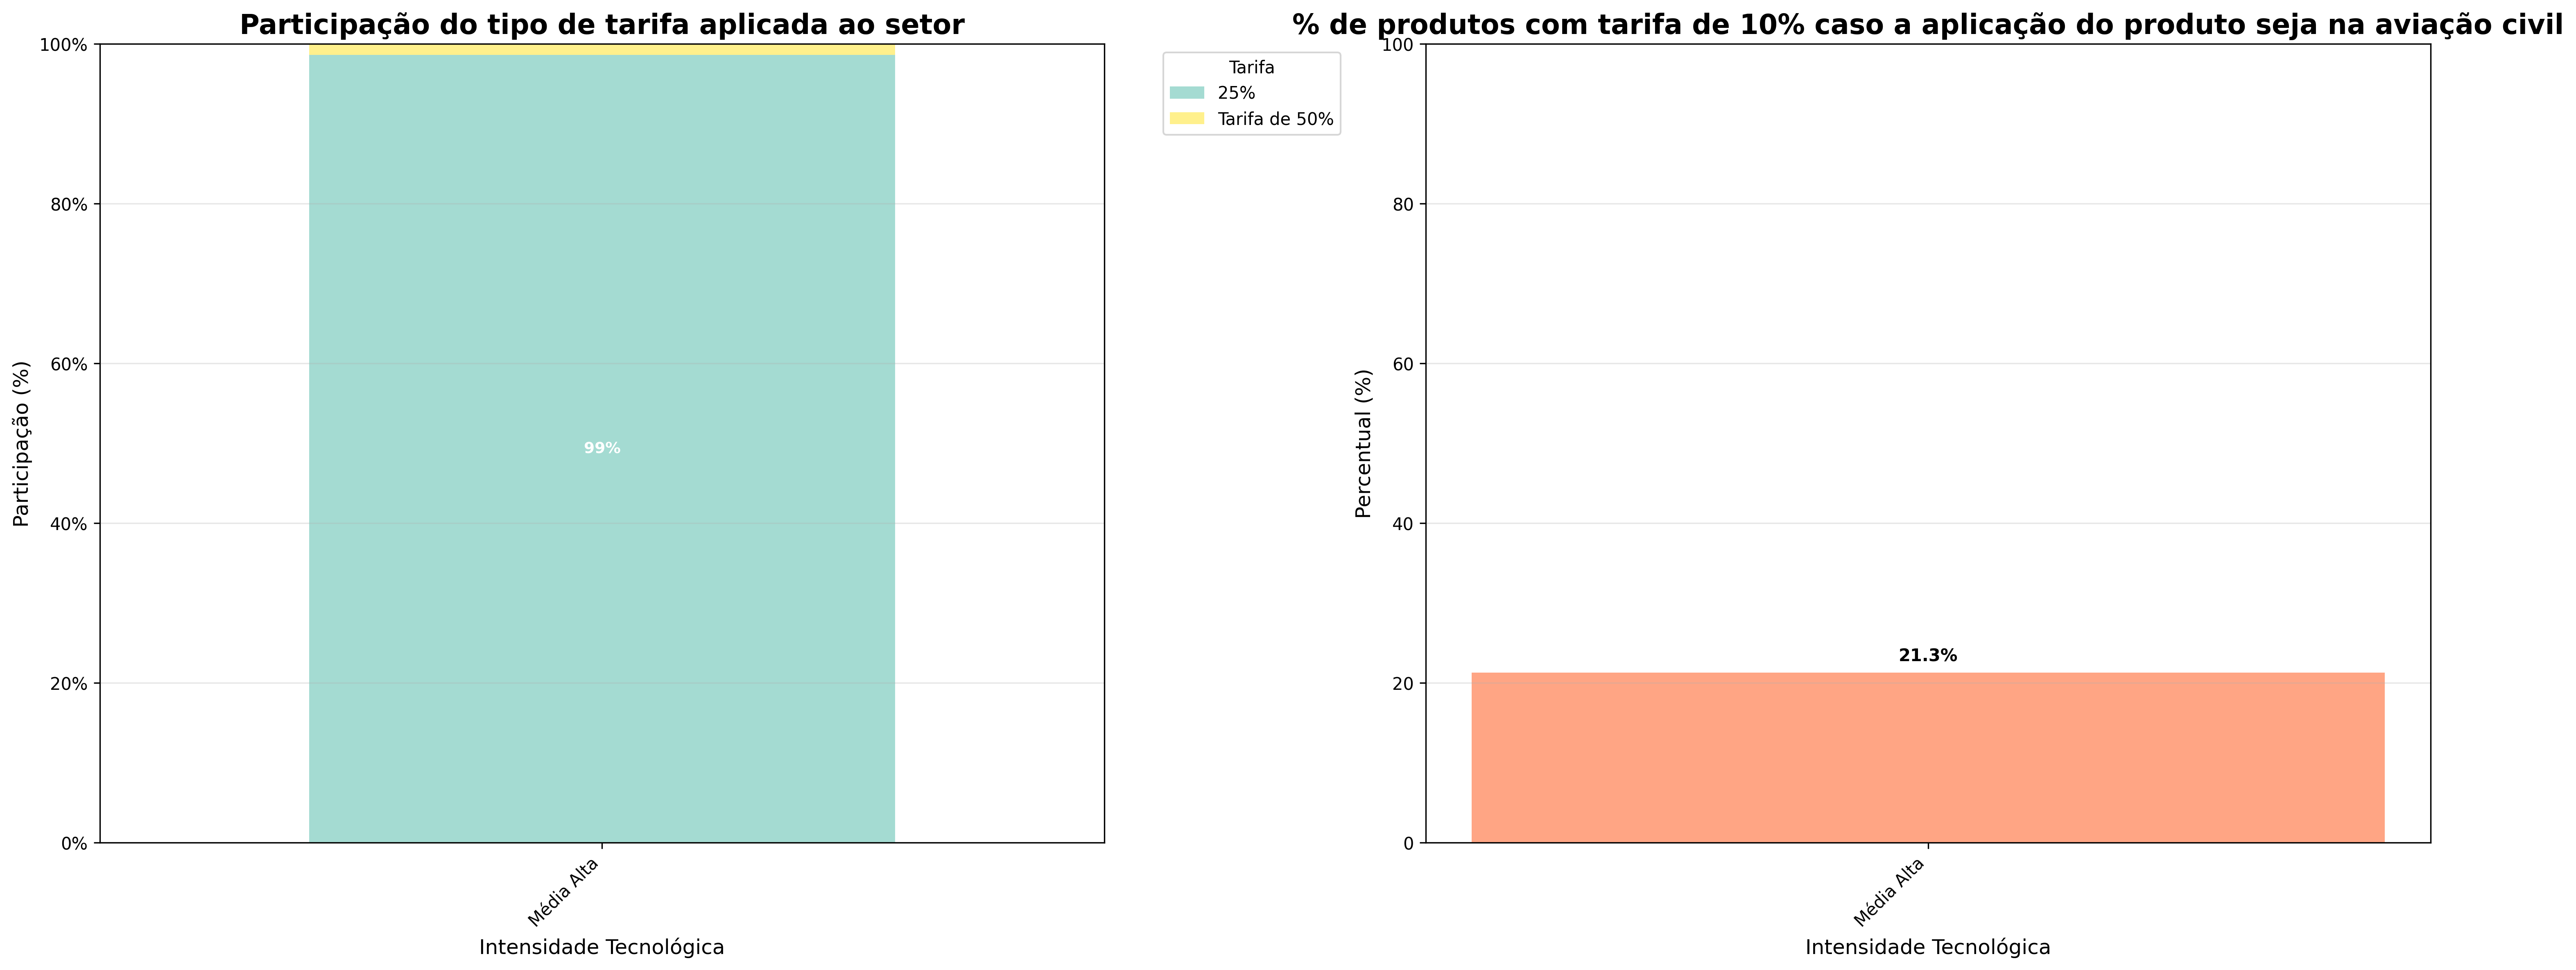 Participação do tipo de tarifa aplicada ao setor
100%
80%
60%
40%
20%
0%
Participação (%)
99%
Média Alta
Intensidade Tecnológica
Tarifa
25%
Tarifa de 50%
% de produtos com tarifa de 10% caso a aplicação do produto seja na aviação civil
100
80
60
40
20
0
Percentual (%)
21.3%
Média Alta
Intensidade Tecnológica